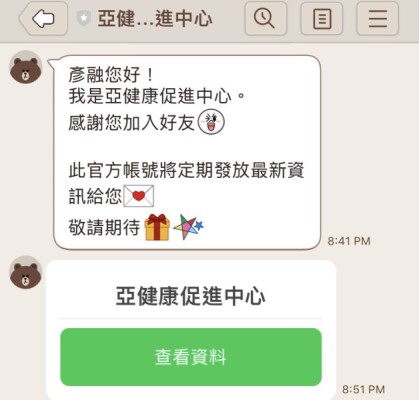 亞健...進中心
彥融您好！
我是亞健康促進中心。
感謝您加入好友
此官方帳號將定期發放最新資
訊給您
敬請期待
8:41 PM
亞健康促進中心
查看資料
8:51 PM